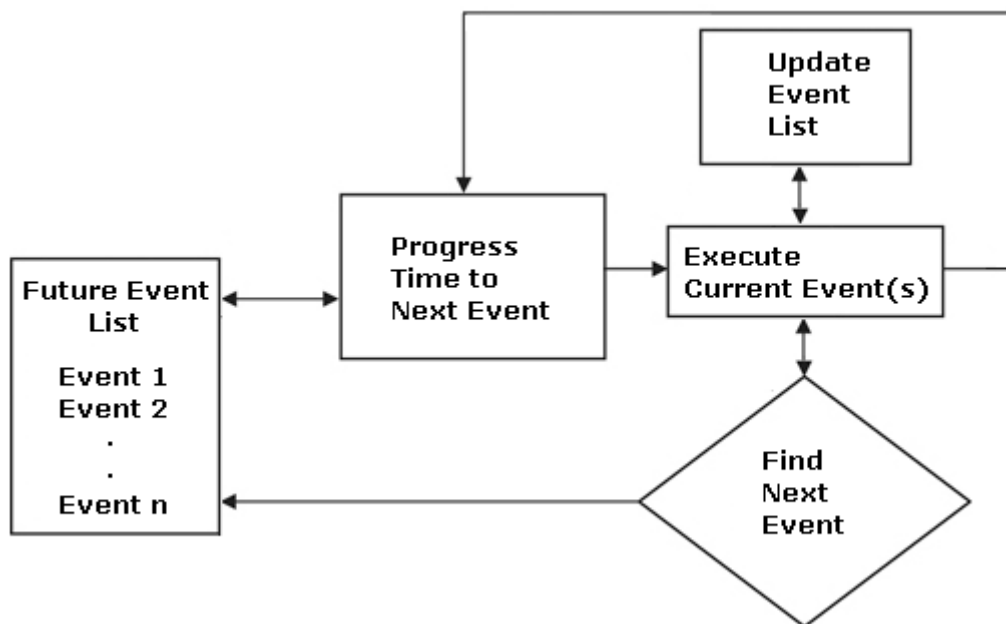 Update
Event
List
Progress
Time to
Next Event
Execute
Current Event(s)
Future Event
List
Event 1
Event 2
.
.
Event n
Find
Next
Event